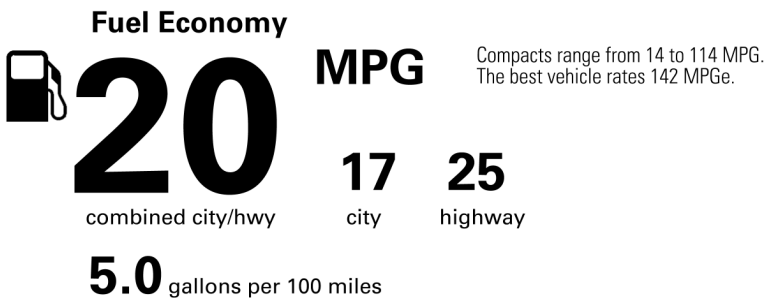 Fuel Economy
20 MPG
Compacts range from 14 to 114 MPG.
The best vehicle rates 142 MPGe.
17 25
combined city/hwy city highway
5.0 gallons per 100 miles